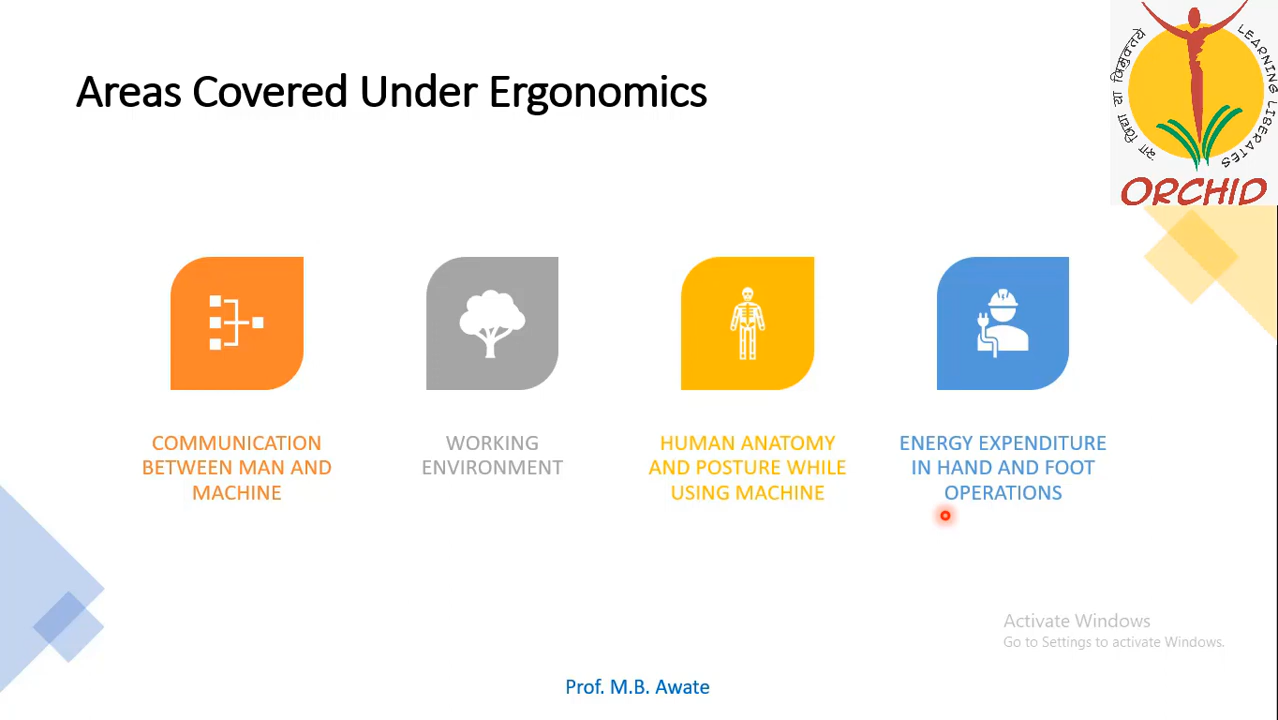 Areas Covered Under Ergonomics
सा विद्या या विमुक्तये
LEARNING LIBERATES
ORCHID
COMMUNICATION
BETWEEN MAN AND
MACHINE
WORKING
ENVIRONMENT
HUMAN ANATOMY
AND POSTURE WHILE
USING MACHINE
ENERGY EXPENDITURE
IN HAND AND FOOT
OPERATIONS
Activate Windows
Go to Settings to activate Windows.
Prof. M.B. Awate